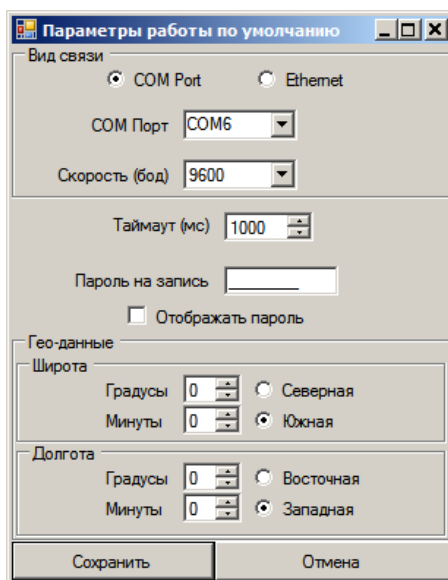 Параметры работы по умолчанию
Вид связи
COM Port Ethernet
COM Порт COM6
Скорость (бод) 9600
Таймаут (мс) 1000
Пароль на запись ________
Отображать пароль
Гео-данные
Широта
Градусы 0 Северная
Минуты 0 Южная
Долгота
Градусы 0 Восточная
Минуты 0 Западная
Сохранить Отмена